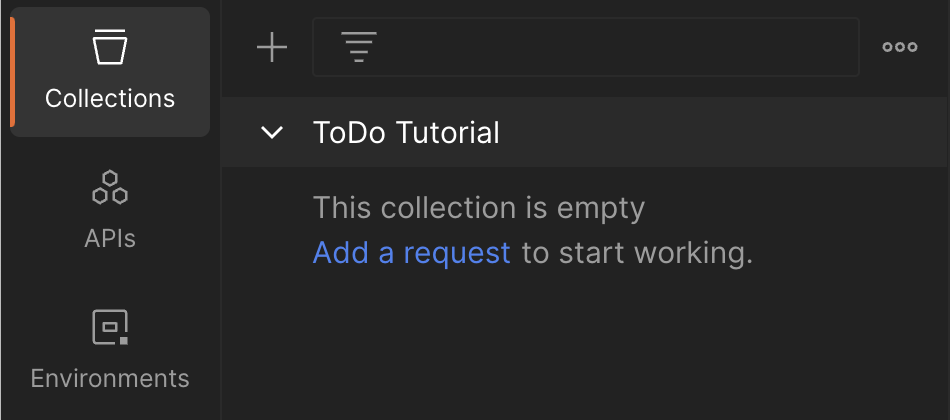 Collections
APIs
Environments
ToDo Tutorial
This collection is empty
Add a request to start working.